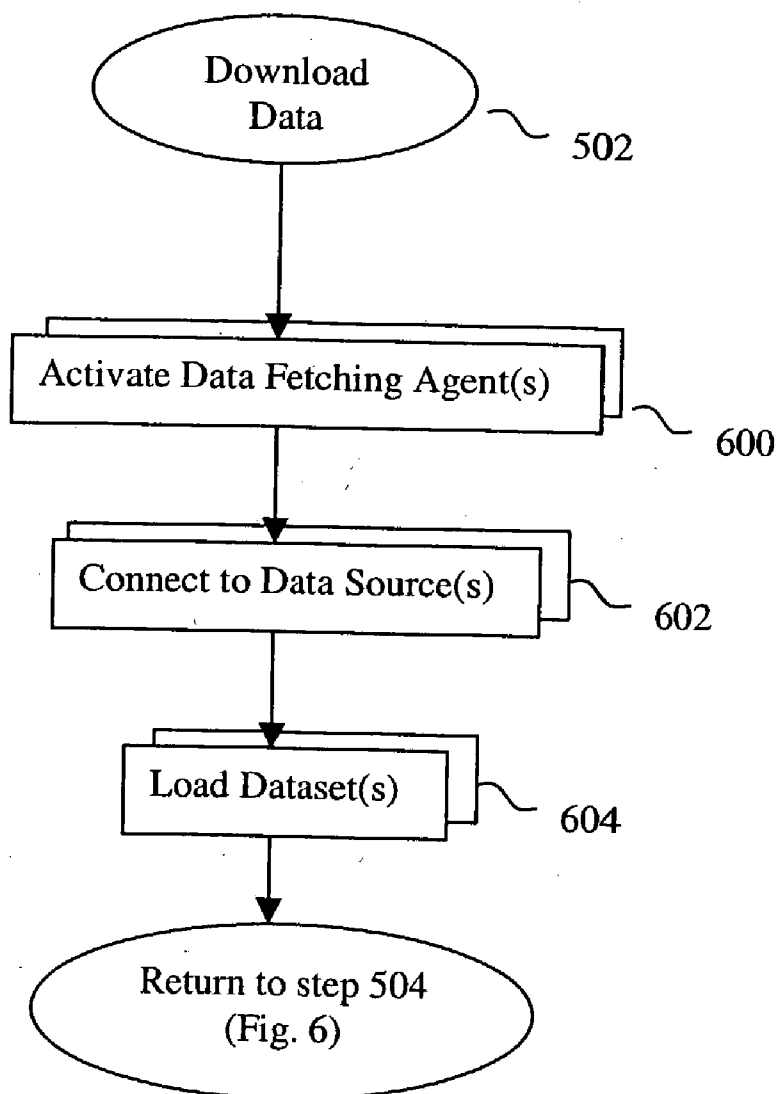 Download
Data
502
Activate Data Fetching Agent(s)
600
Connect to Data Source(s)
602
Load Dataset(s)
604
Return to step 504
(Fig. 6)